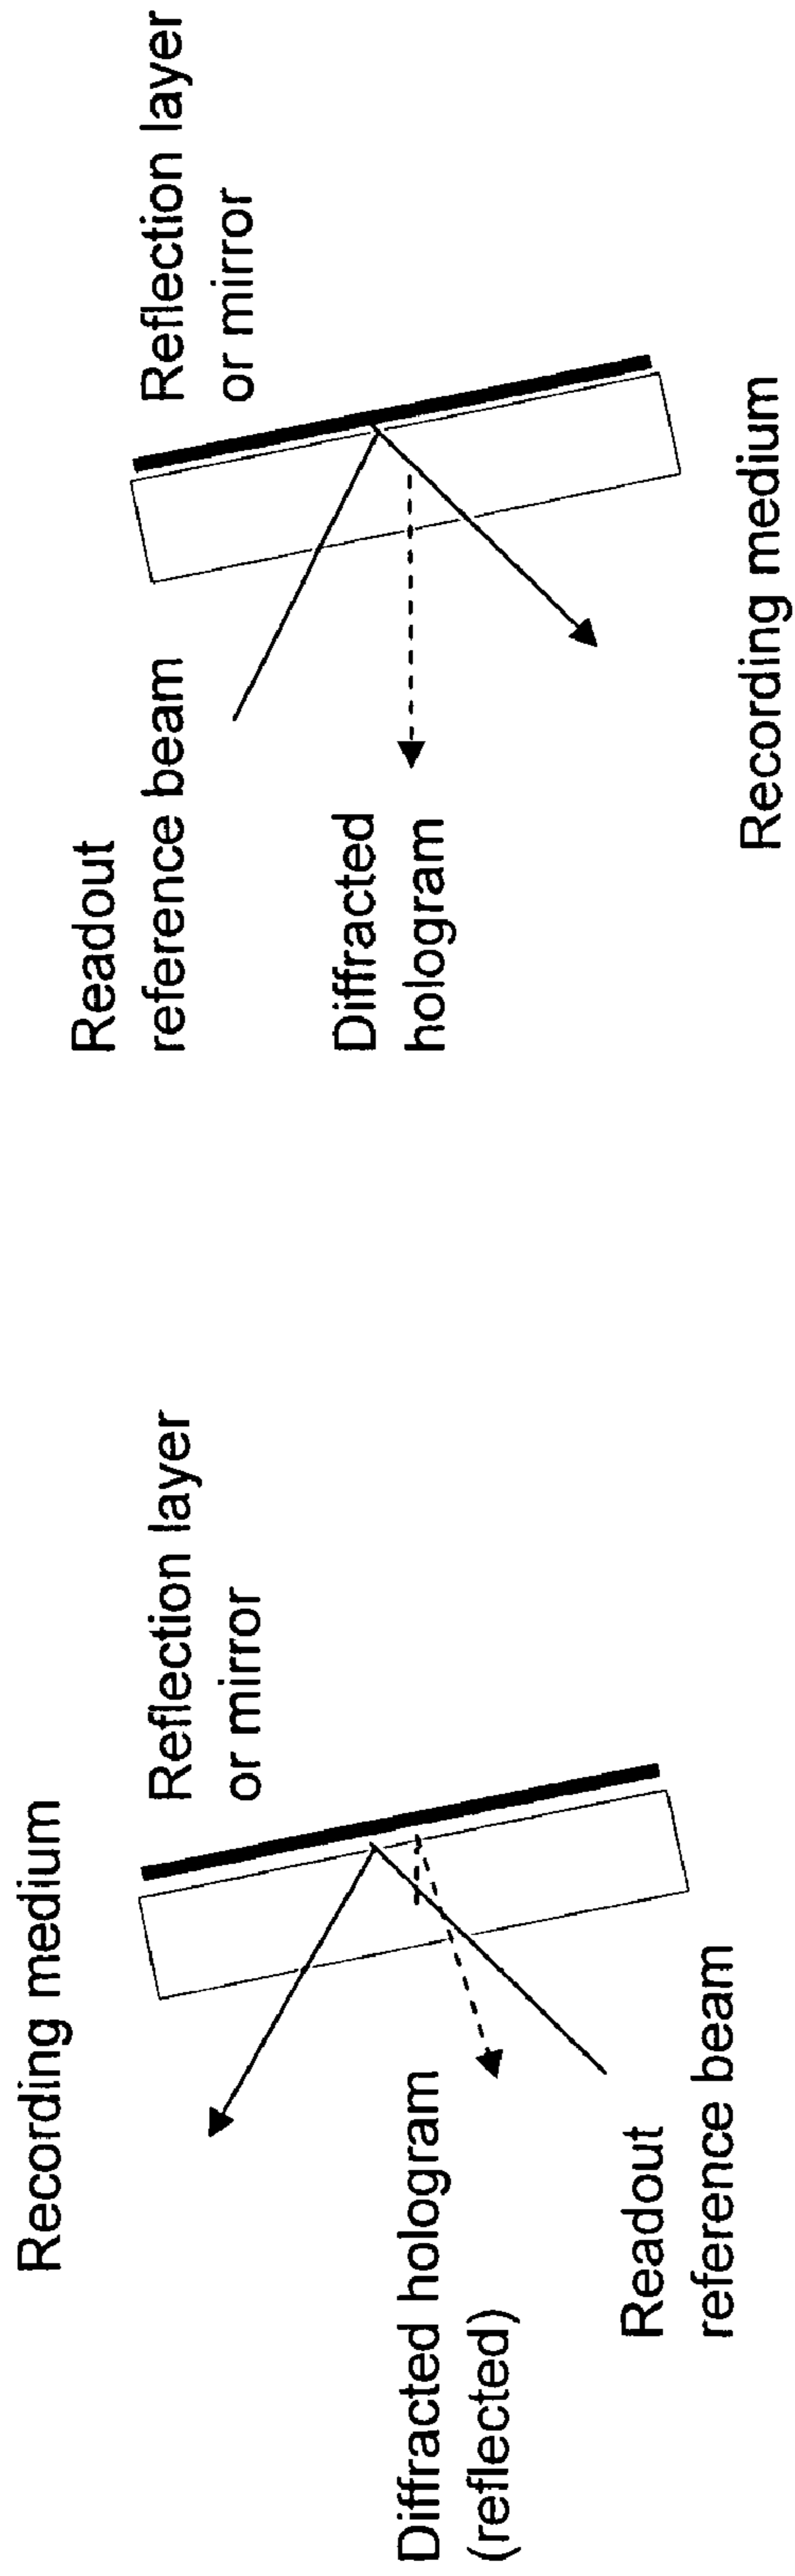 Recording medium
Reflection layer
or mirror
Diffracted hologram
(reflected)
Readout
reference beam
Readout
reference beam
Reflection layer
or mirror
Diffracted
hologram
Recording medium